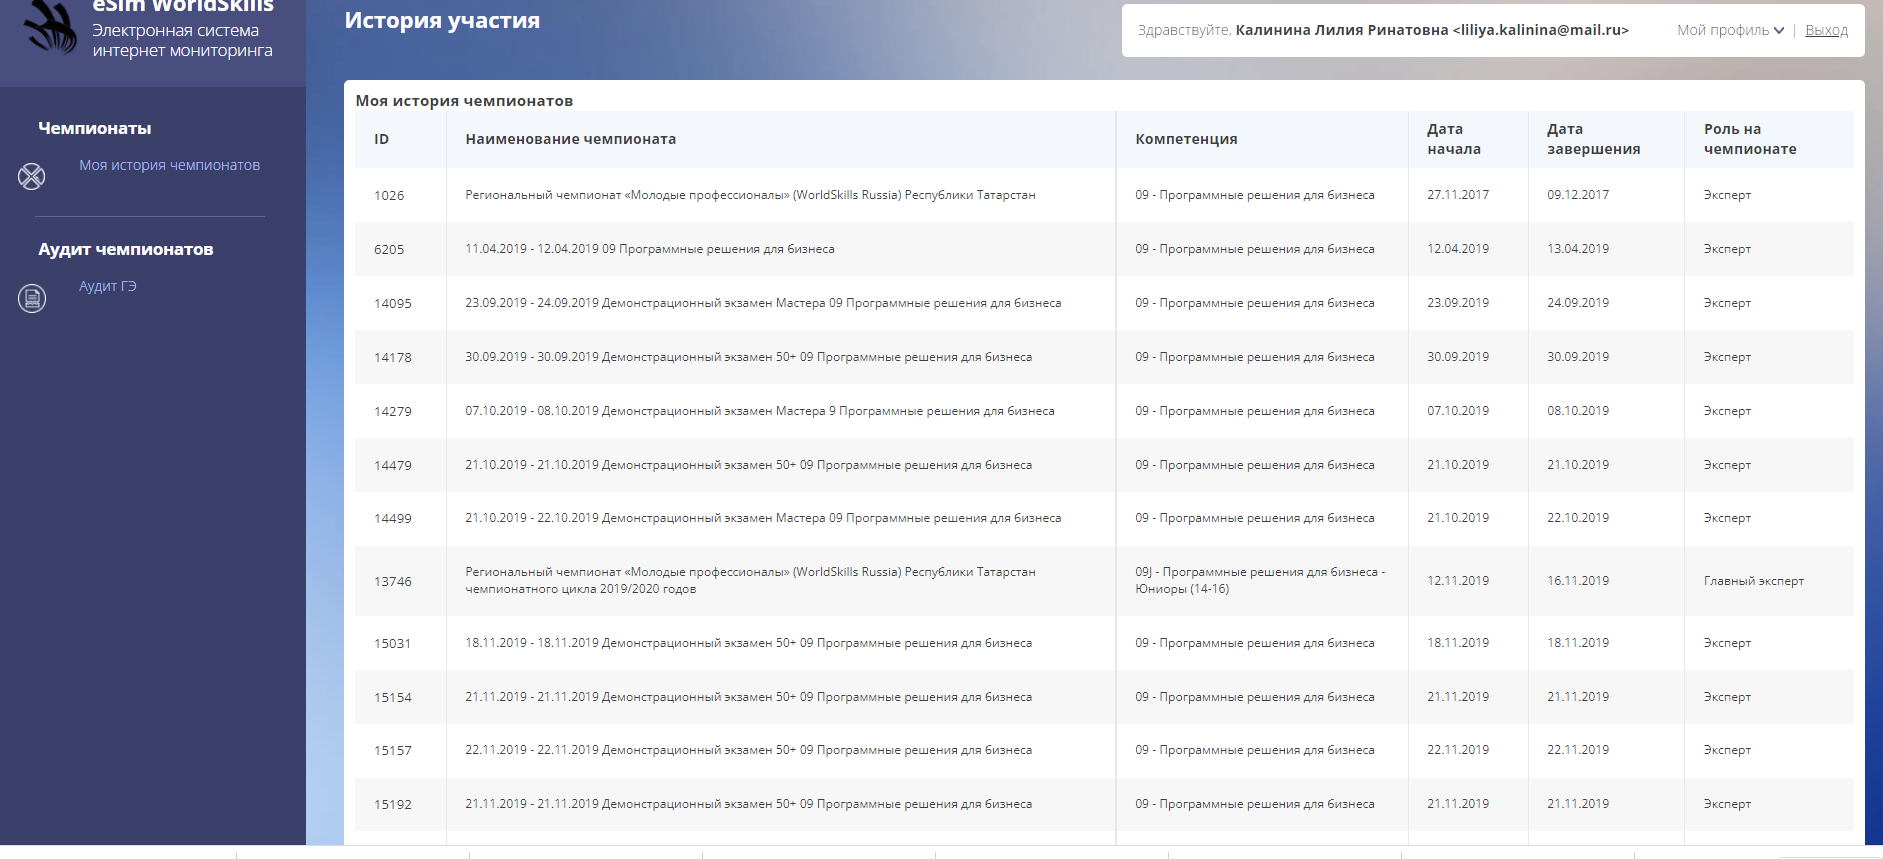 eSim WorldSkills
Электронная система
интернет мониторинга
История участия
Здравствуйте, Калинина Лилия Ринатовна <liliya.kalinina@mail.ru>
Мой профиль | Выход
Чемпионаты
Моя история чемпионатов
Аудит чемпионатов
Аудит ГЭ
Моя история чемпионатов
ID Наименование чемпионата Компетенция Дата начала Дата завершения Роль на чемпионате
1026 Региональный чемпионат «Молодые профессионалы» (WorldSkills Russia) Республики Татарстан 09 - Программные решения для бизнеса 27.11.2017 09.12.2017 Эксперт
6205 11.04.2019 - 12.04.2019 09 Программные решения для бизнеса 09 - Программные решения для бизнеса 12.04.2019 13.04.2019 Эксперт
14095 23.09.2019 - 24.09.2019 Демонстрационный экзамен Мастера 09 Программные решения для бизнеса 09 - Программные решения для бизнеса 23.09.2019 24.09.2019 Эксперт
14178 30.09.2019 - 30.09.2019 Демонстрационный экзамен 50+ 09 Программные решения для бизнеса 09 - Программные решения для бизнеса 30.09.2019 30.09.2019 Эксперт
14279 07.10.2019 - 08.10.2019 Демонстрационный экзамен Мастера 9 Программные решения для бизнеса 09 - Программные решения для бизнеса 07.10.2019 08.10.2019 Эксперт
14479 21.10.2019 - 21.10.2019 Демонстрационный экзамен 50+ 09 Программные решения для бизнеса 09 - Программные решения для бизнеса 21.10.2019 21.10.2019 Эксперт
14499 21.10.2019 - 22.10.2019 Демонстрационный экзамен Мастера 09 Программные решения для бизнеса 09 - Программные решения для бизнеса 21.10.2019 22.10.2019 Эксперт
13746 Региональный чемпионат «Молодые профессионалы» (WorldSkills Russia) Республики Татарстан чемпионатного цикла 2019/2020 годов 09J - Программные решения для бизнеса - Юниоры (14-16) 12.11.2019 16.11.2019 Главный эксперт
15031 18.11.2019 - 18.11.2019 Демонстрационный экзамен 50+ 09 Программные решения для бизнеса 09 - Программные решения для бизнеса 18.11.2019 18.11.2019 Эксперт
15154 21.11.2019 - 21.11.2019 Демонстрационный экзамен 50+ 09 Программные решения для бизнеса 09 - Программные решения для бизнеса 21.11.2019 21.11.2019 Эксперт
15157 22.11.2019 - 22.11.2019 Демонстрационный экзамен 50+ 09 Программные решения для бизнеса 09 - Программные решения для бизнеса 22.11.2019 22.11.2019 Эксперт
15192 21.11.2019 - 21.11.2019 Демонстрационный экзамен 50+ 09 Программные решения для бизнеса 09 - Программные решения для бизнеса 21.11.2019 21.11.2019 Эксперт